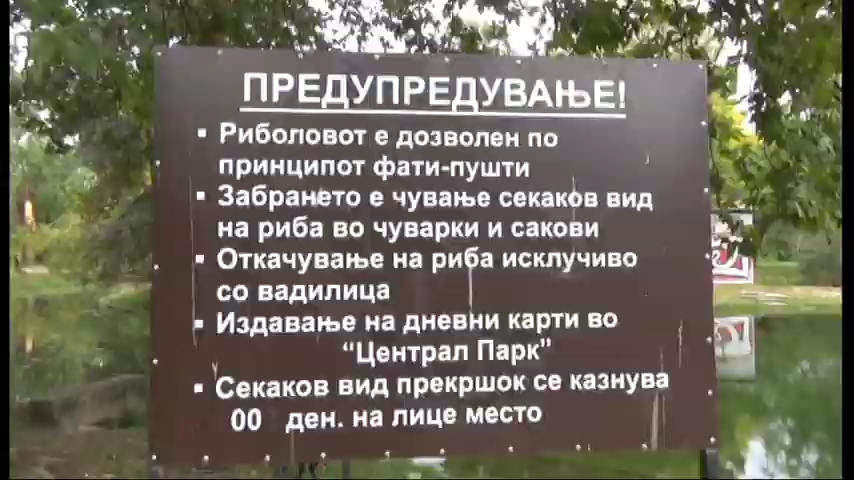 ПРЕДУПРЕДУВАЊЕ!
▪ Риболовот е дозволен по
принципот фати-пушти
▪ Забрането е чување секаков вид
на риба во чуварки и сакови
▪ Откачување на риба исклучиво
со вадилица
▪ Издавање на дневни карти во
“Централ Парк”
▪ Секаков вид прекршок се казнува
00 ден. на лице место